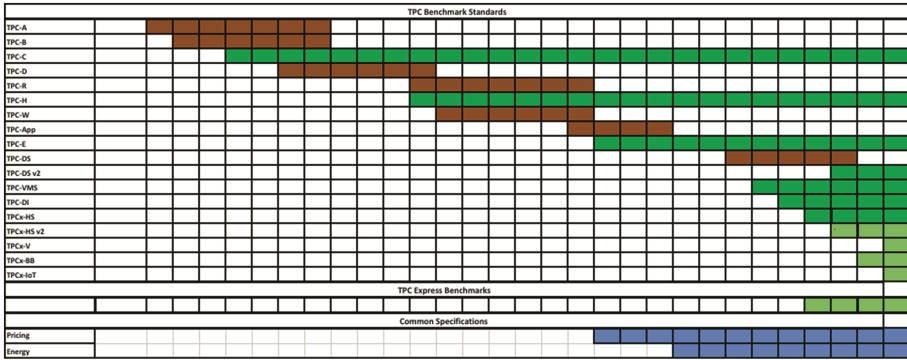 TPC Benchmark Standards
TPC-A
TPC-B
TPC-C
TPC-D
TPC-R
TPC-H
TPC-W
TPC-App
TPC-E
TPC-DS
TPC-DS v2
TPC-VMS
TPC-DI
TPCx-HS
TPCx-HS v2
TPCx-V
TPCx-BB
TPCx-IoT
TPC Express Benchmarks
Common Specifications
Pricing
Energy